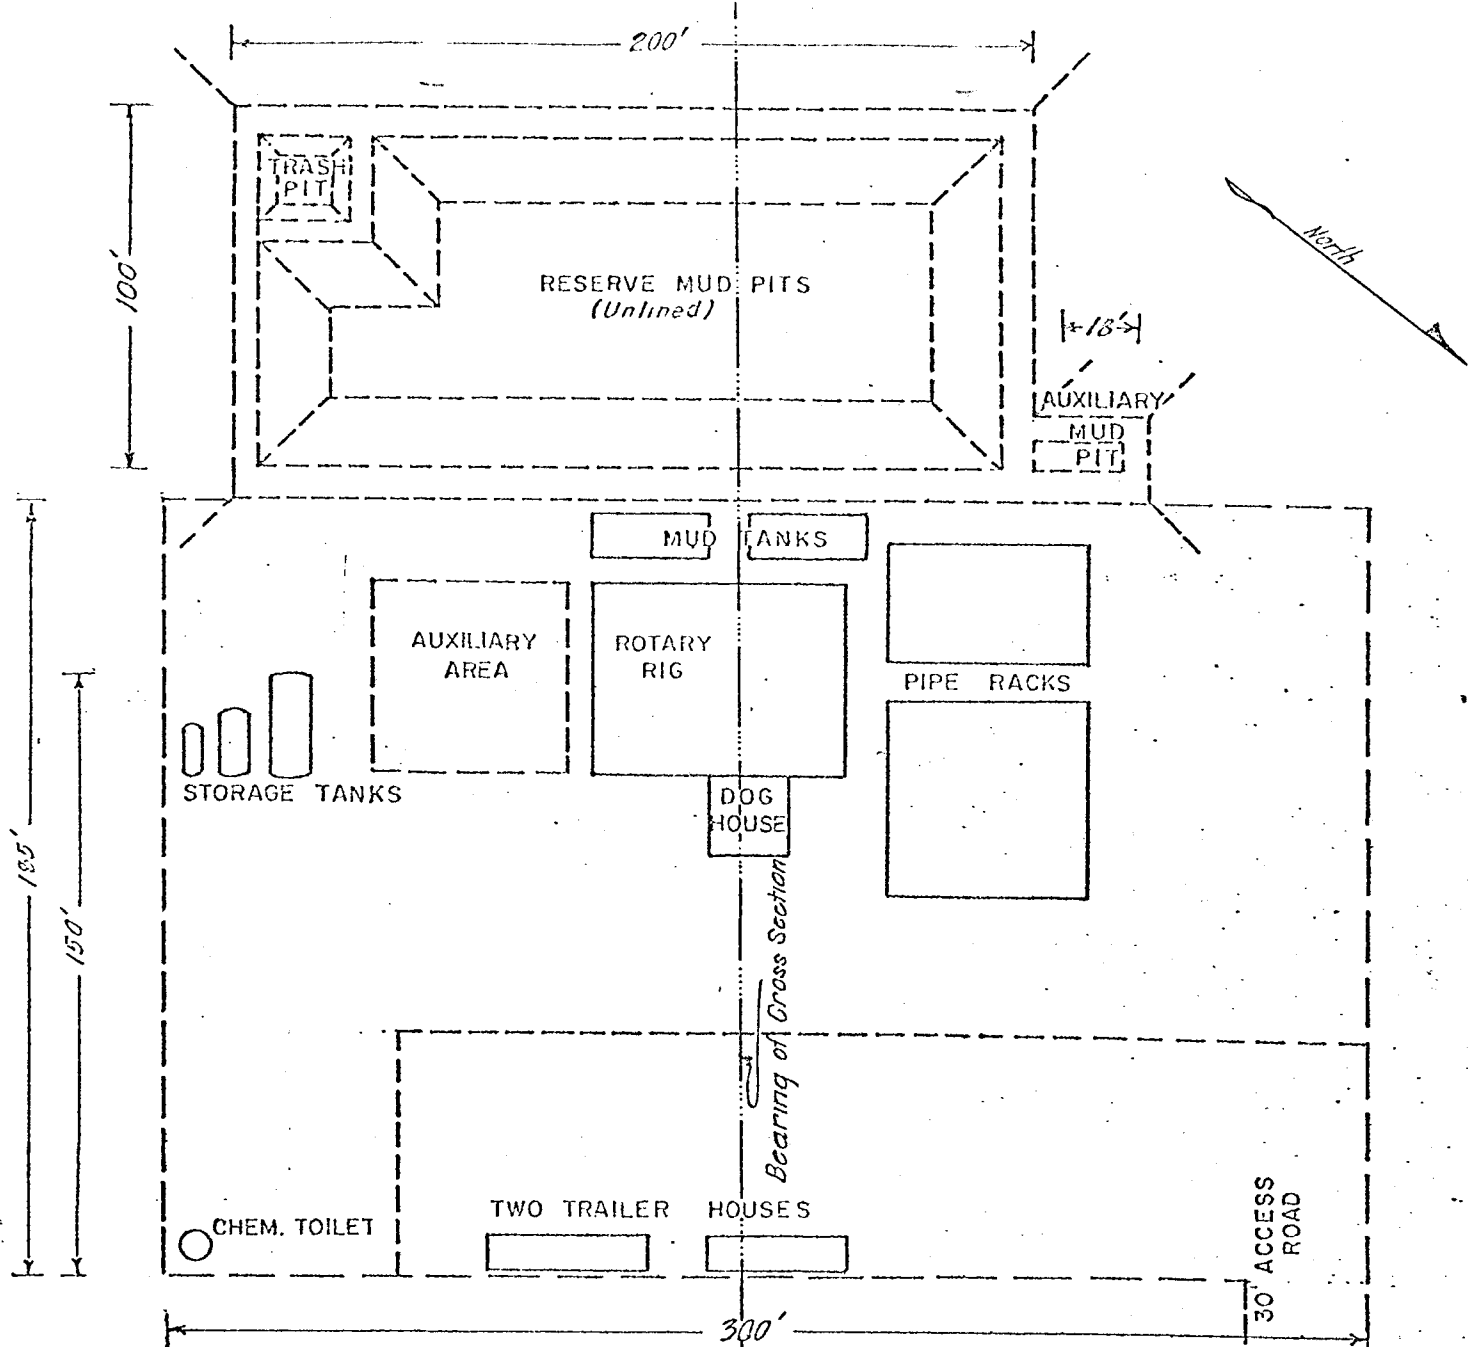 200'
TRASH
PIT
100'
RESERVE MUD PITS
(Unlined)
North
18'
AUXILIARY
MUD
PIT
MUD TANKS
AUXILIARY
AREA
ROTARY
RIG
PIPE RACKS
STORAGE TANKS
DOG
HOUSE
195'
150'
Bearing of Cross Section
TWO TRAILER HOUSES
CHEM. TOILET
30' ACCESS
ROAD
300'